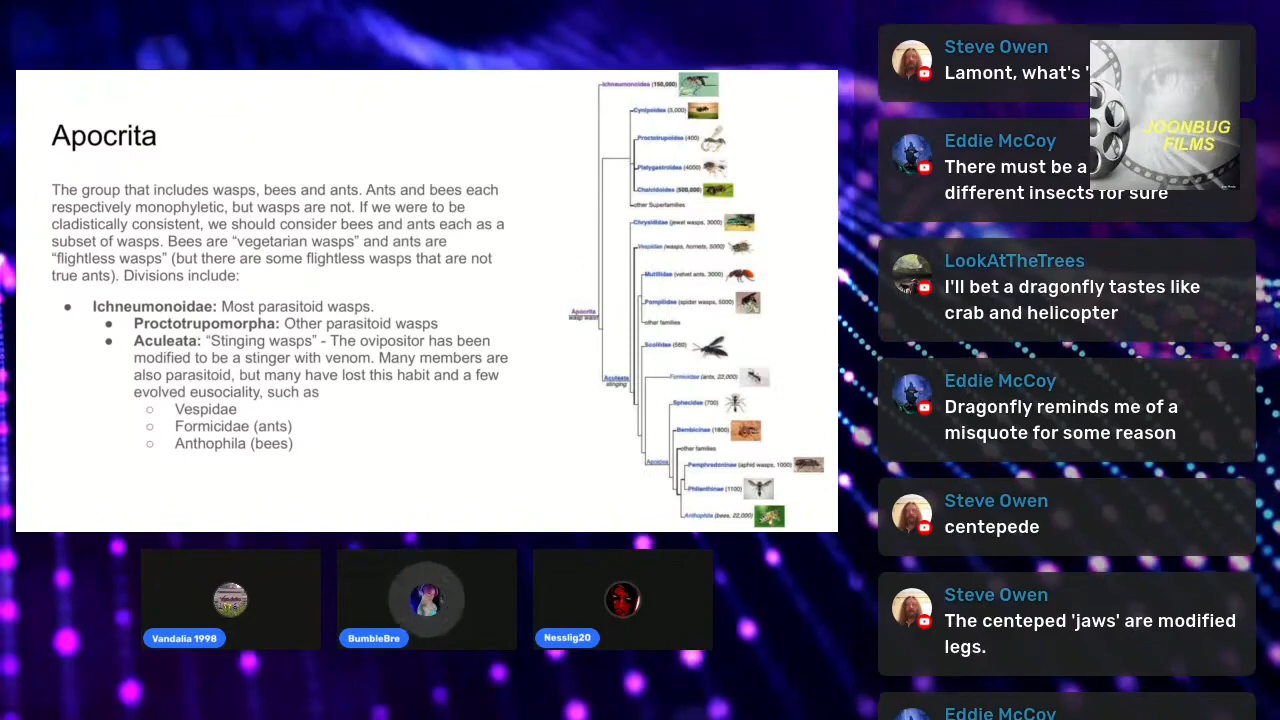 Apocrita
The group that includes wasps, bees and ants. Ants and bees each
respectively monophyletic, but wasps are not. If we were to be
cladistically consistent, we should consider bees and ants each as a
subset of wasps. Bees are “vegetarian wasps” and ants are
“flightless wasps” (but there are some flightless wasps that are not
true ants). Divisions include:
● Ichneumonoidae: Most parasitoid wasps.
● Proctotrupomorpha: Other parasitoid wasps
● Aculeata: “Stinging wasps” - The ovipositor has been
modified to be a stinger with venom. Many members are
also parasitoid, but many have lost this habit and a few
evolved eusociality, such as
○ Vespidae
○ Formicidae (ants)
○ Anthophila (bees)
Ichneumonoidea (150,000)
Cynipoidea (3,000)
Proctotrupoidea (400)
Platygastroidea (4000)
Chalcidoidea (500,000)
other Superfamilies
Chrysididae (jewel wasps, 3000)
Vespidae (wasps, hornets, 5000)
Mutillidae (velvet ants, 3000)
Pompilidae (spider wasps, 5000)
other families
Apocrita
wasp waist
Scoliidae (560)
Aculeata
stinging
Formicidae (ants, 22,000)
Sphecidae (700)
Bembicinae (1800)
other families
Apoidea
Pemphredoninae (aphid wasps, 1000)
Philanthinae (1100)
Anthophila (bees, 22,000)
Vandalia 1998
BumbleBre
Nesslig20
Steve Owen
Lamont, what's '
JOONBUG
FILMS
Eddie McCoy
There must be a
different insects for sure
LookAtTheTrees
I'll bet a dragonfly tastes like
crab and helicopter
Eddie McCoy
Dragonfly reminds me of a
misquote for some reason
Steve Owen
centepede
Steve Owen
The centeped 'jaws' are modified
legs.
Eddie McCoy